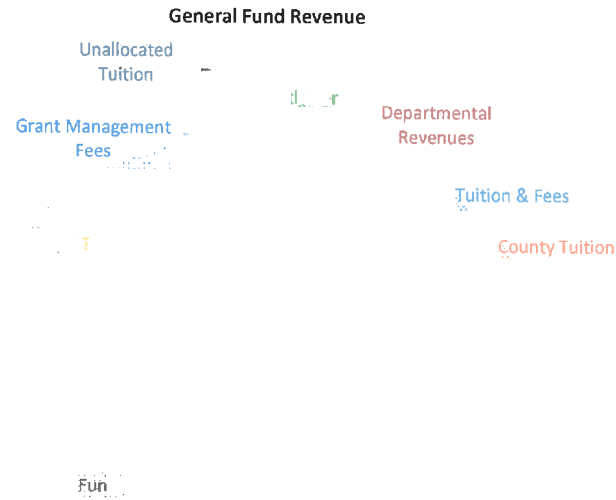 General Fund Revenue
Unallocated
Tuition
Departmental
Revenues
Grant Management
Fees
Tuition & Fees
County Tuition
Fun